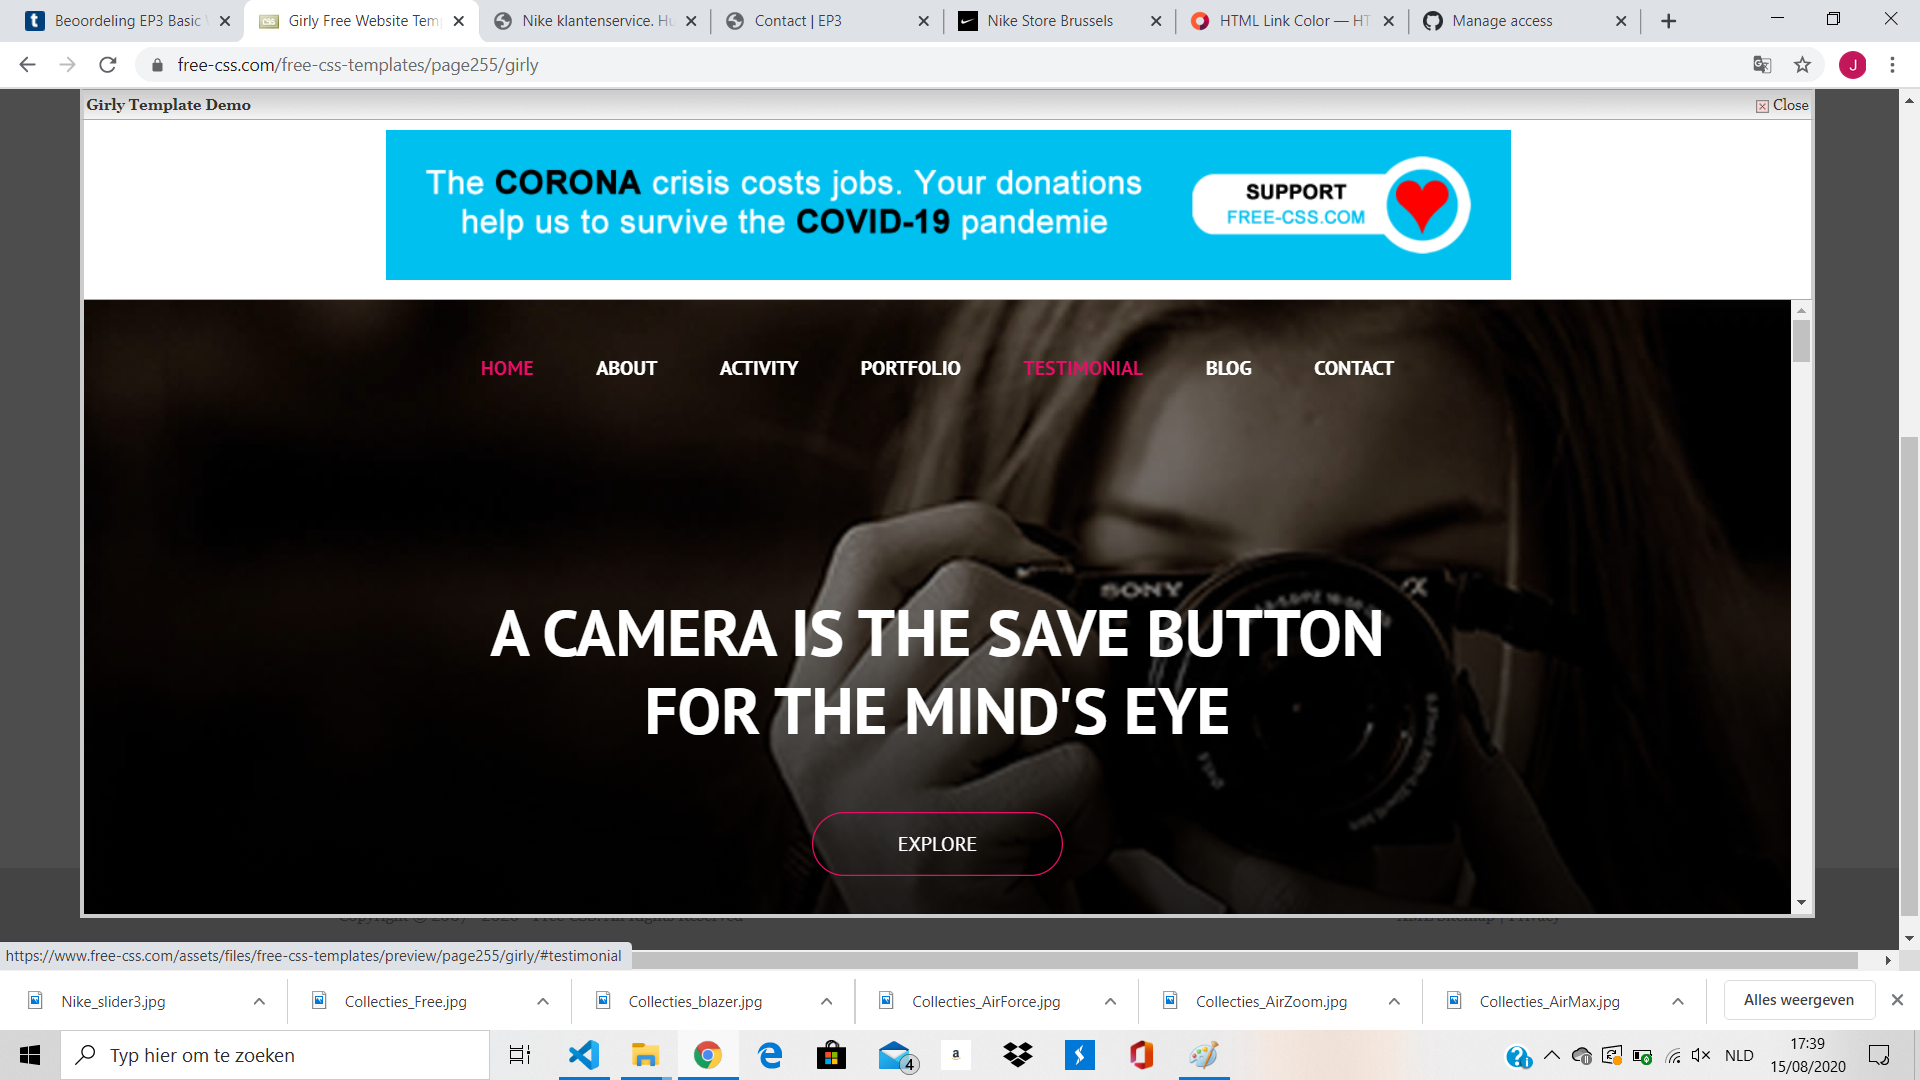 Beoordeling EP3 Basic
Girly Free Website Tem
Nike klantenservice. Hu
Contact | EP3
Nike Store Brussels
HTML Link Color — HT
Manage access
free-css.com/free-css-templates/page255/girly
J
Girly Template Demo
Close
The CORONA crisis costs jobs. Your donations
help us to survive the COVID-19 pandemie
SUPPORT
FREE-CSS.COM
HOME
ABOUT
ACTIVITY
PORTFOLIO
TESTIMONIAL
BLOG
CONTACT
SONY
A CAMERA IS THE SAVE BUTTON
FOR THE MIND'S EYE
EXPLORE
https://www.free-css.com/assets/files/free-css-templates/preview/page255/girly/#testimonial
Nike_slider3.jpg
Collecties_Free.jpg
Collecties_blazer.jpg
Collecties_AirForce.jpg
Collecties_AirZoom.jpg
Collecties_AirMax.jpg
Alles weergeven
Typ hier om te zoeken
4
a
NLD
17:39
15/08/2020